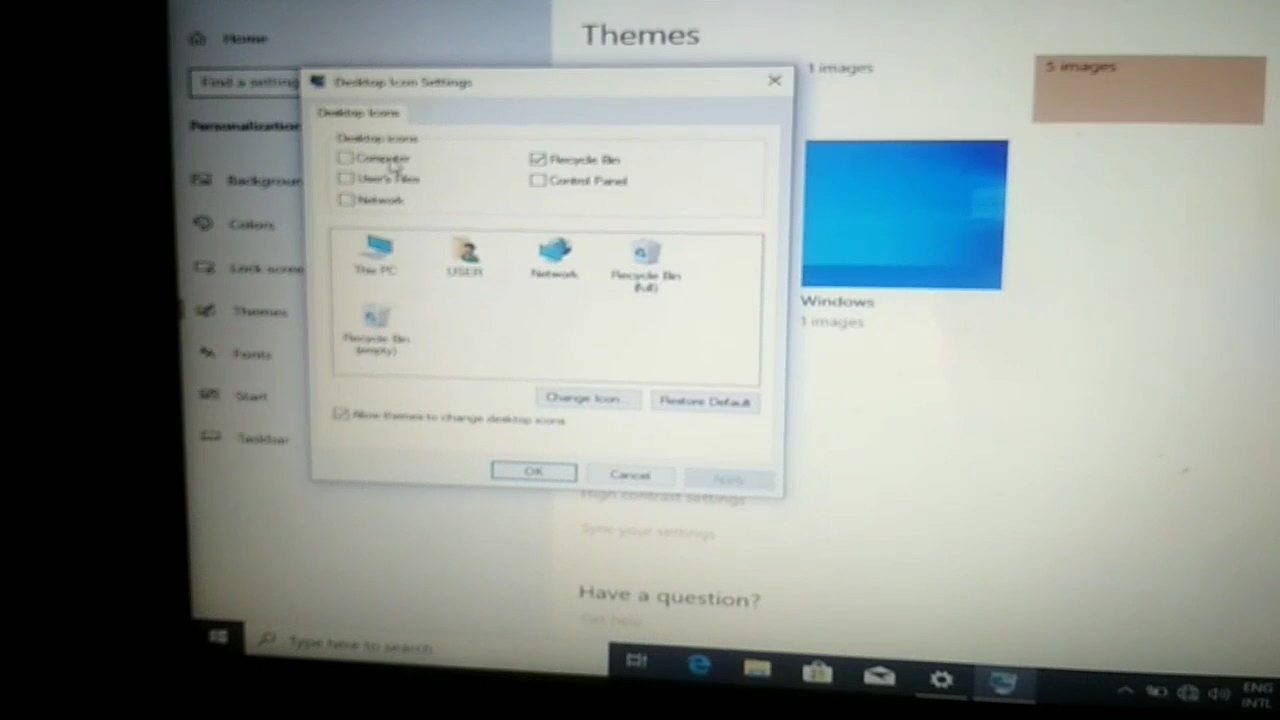 Home
Themes
Find a setting
Desktop Icon Settings
1 images
5 images
Personalization
Desktop Icons
Desktop icons
Computer
Recycle Bin
User's Files
Control Panel
Network
Background
Colors
Lock screen
Themes
Fonts
Start
Taskbar
This PC
USER
Network
Recycle Bin
(full)
Recycle Bin
(empty)
Windows
1 images
Change Icon...
Restore Default
Allow themes to change desktop icons
OK
Cancel
Apply
High contrast settings
Sync your settings
Have a question?
Get help
Type here to search
ENG
INTL